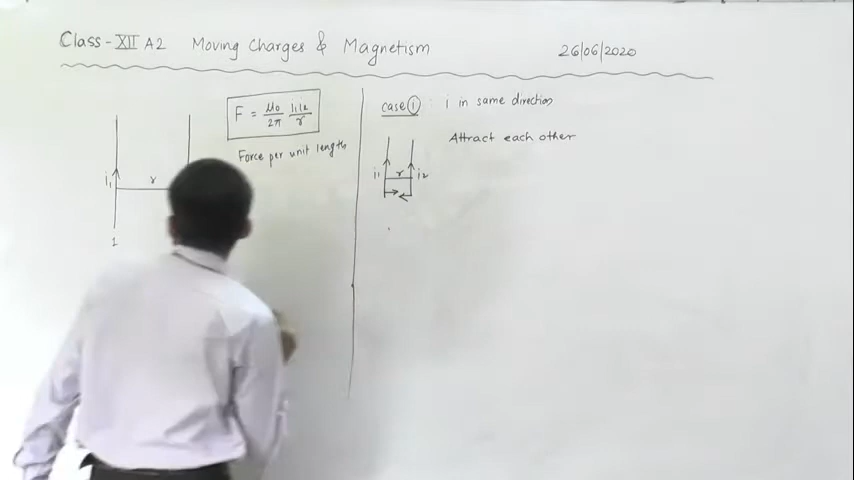 Class - XII A2 Moving Charges & Magnetism 26/06/2020
F = μ₀/2π i₁i₂/r
Force per unit length
i₁ r
1
case (i) : i in same direction
Attract each other
i₁ r i₂